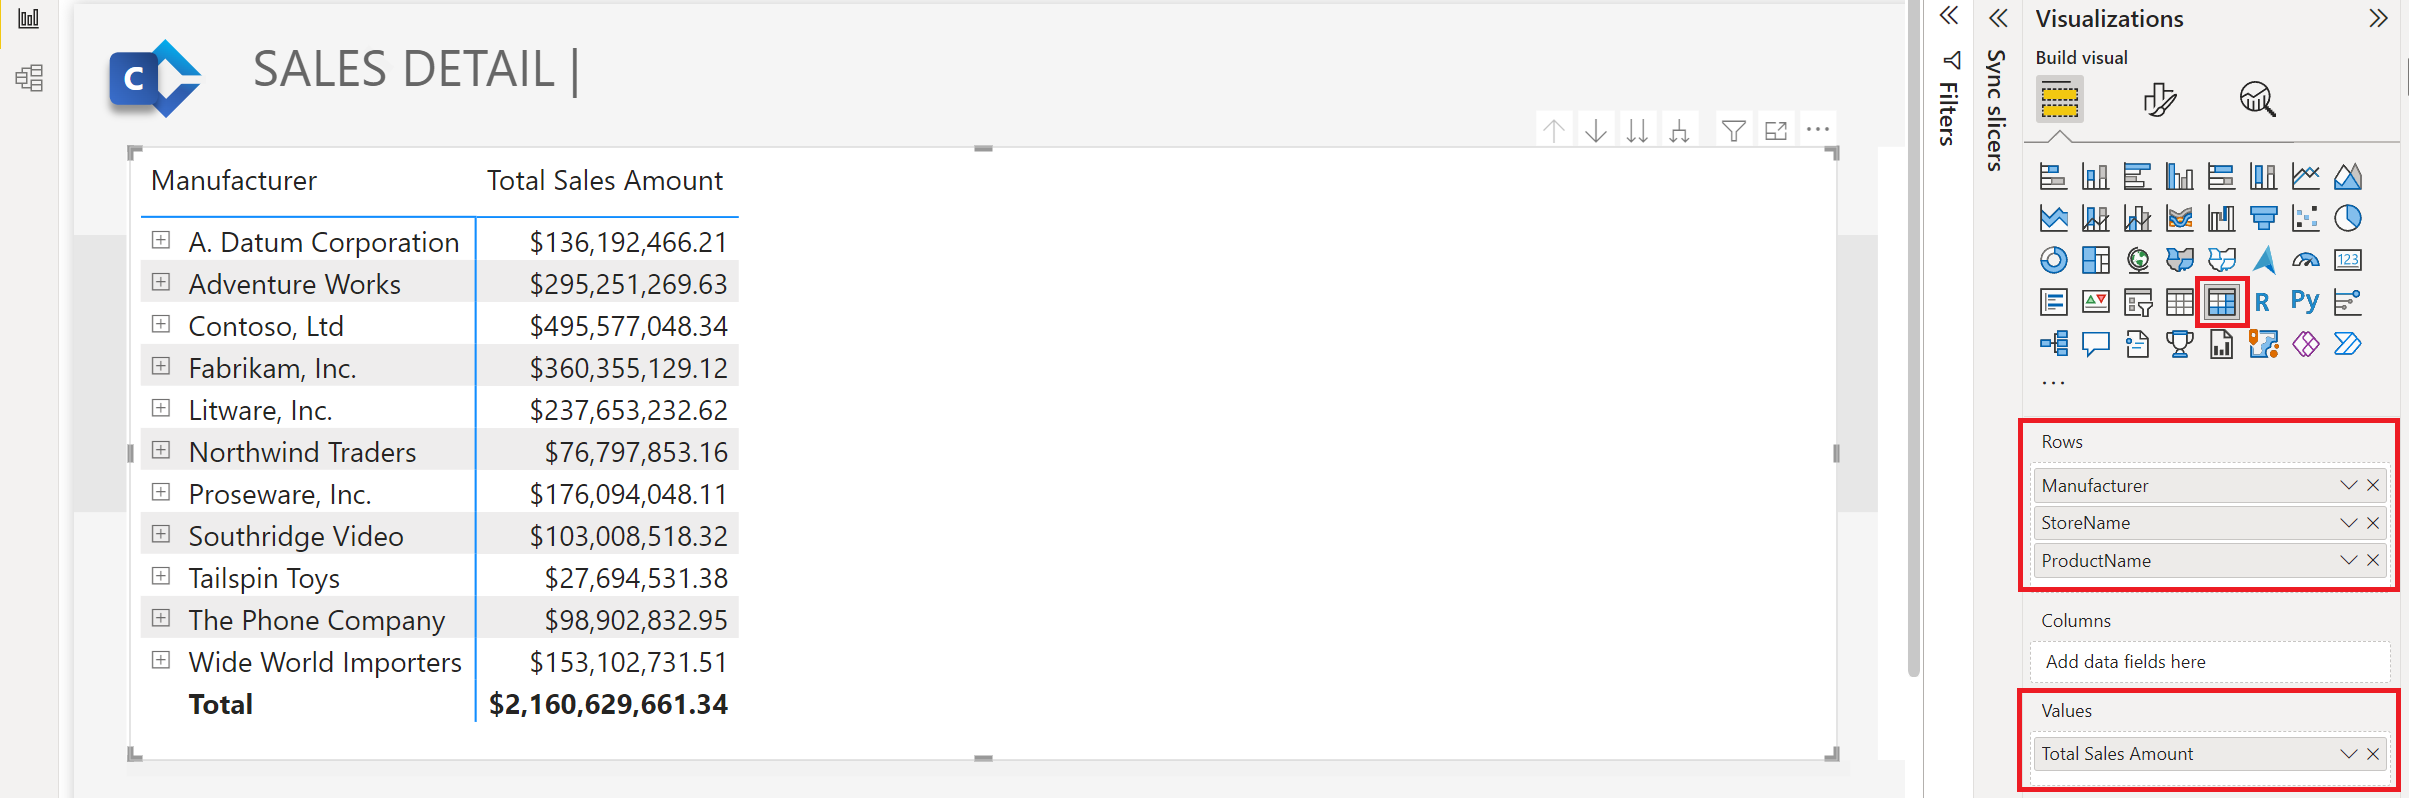 C
SALES DETAIL |
Manufacturer Total Sales Amount
A. Datum Corporation $136,192,466.21
Adventure Works $295,251,269.63
Contoso, Ltd $495,577,048.34
Fabrikam, Inc. $360,355,129.12
Litware, Inc. $237,653,232.62
Northwind Traders $76,797,853.16
Proseware, Inc. $176,094,048.11
Southridge Video $103,008,518.32
Tailspin Toys $27,694,531.38
The Phone Company $98,902,832.95
Wide World Importers $153,102,731.51
Total $2,160,629,661.34
Filters
Sync slicers
Visualizations
Build visual
123
R Py
...
Rows
Manufacturer
StoreName
ProductName
Columns
Add data fields here
Values
Total Sales Amount